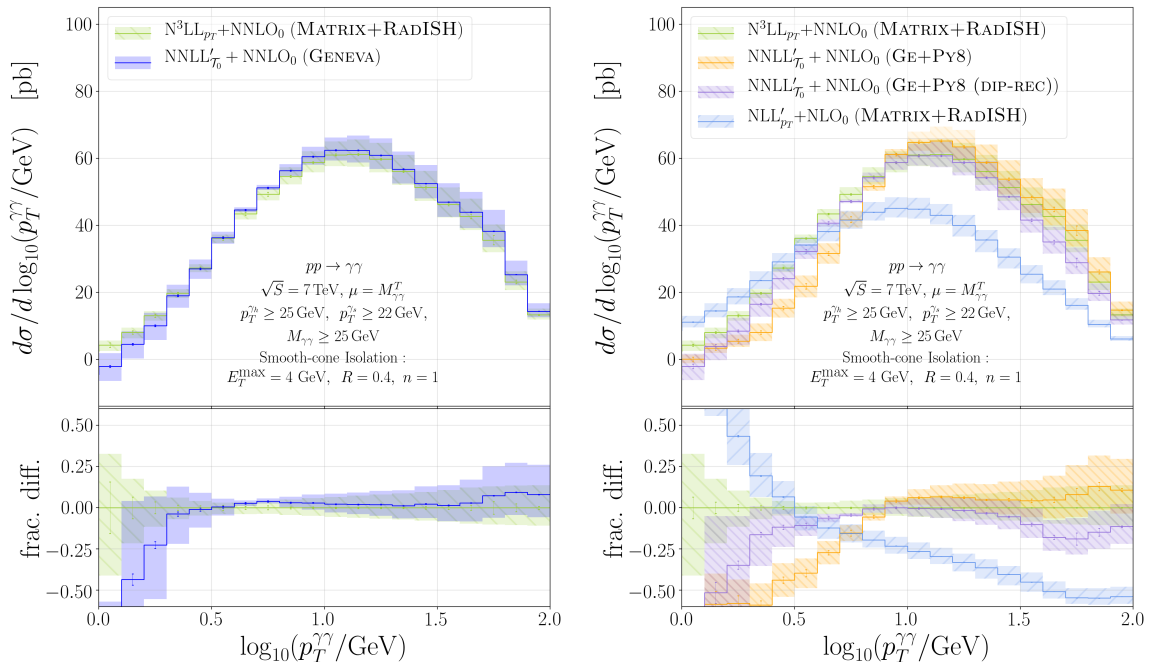 N³LL_{p_T}+NNLO₀ (MATRIX+RADISH)
NNLL′_{𝒯₀} + NNLO₀ (GENEVA)
dσ/d log₁₀(p_T^{γγ}/GeV) [pb]
100
80
60
40
20
0
pp → γγ
√S = 7 TeV, μ = M^T_{γγ}
p_T^{γ_h} ≥ 25 GeV, p_T^{γ_s} ≥ 22 GeV,
M_{γγ} ≥ 25 GeV
Smooth-cone Isolation :
E_T^{max} = 4 GeV, R = 0.4, n = 1
frac. diff.
0.50
0.25
0.00
−0.25
−0.50
0.0 0.5 1.0 1.5 2.0
log₁₀(p_T^{γγ}/GeV)
N³LL_{p_T}+NNLO₀ (MATRIX+RADISH)
NNLL′_{𝒯₀} + NNLO₀ (GE+PY8)
NNLL′_{𝒯₀} + NNLO₀ (GE+PY8 (DIP-REC))
NLL′_{p_T}+NLO₀ (MATRIX+RADISH)
dσ/d log₁₀(p_T^{γγ}/GeV) [pb]
100
80
60
40
20
0
pp → γγ
√S = 7 TeV, μ = M^T_{γγ}
p_T^{γ_h} ≥ 25 GeV, p_T^{γ_s} ≥ 22 GeV,
M_{γγ} ≥ 25 GeV
Smooth-cone Isolation :
E_T^{max} = 4 GeV, R = 0.4, n = 1
frac. diff.
0.50
0.25
0.00
−0.25
−0.50
0.0 0.5 1.0 1.5 2.0
log₁₀(p_T^{γγ}/GeV)